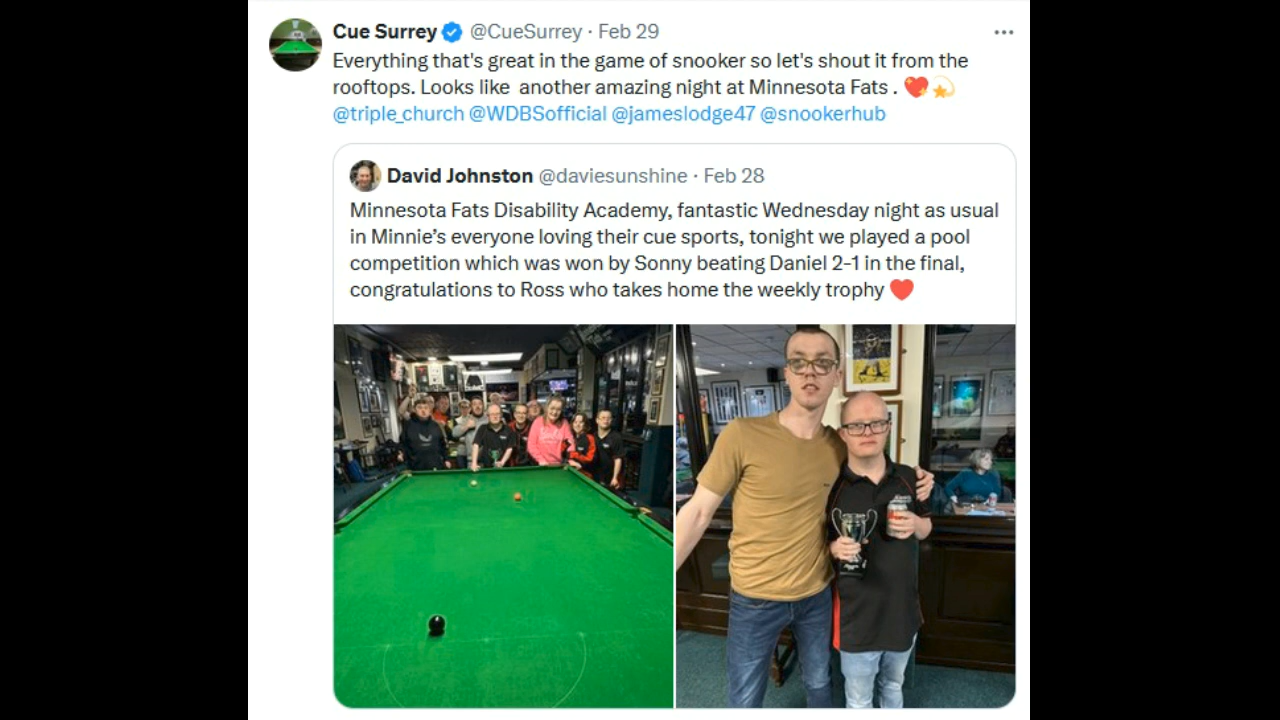 Cue Surrey @CueSurrey · Feb 29
Everything that's great in the game of snooker so let's shout it from the
rooftops. Looks like another amazing night at Minnesota Fats . 💖💫
@triple_church @WDBSofficial @jameslodge47 @snookerhub
David Johnston @daviesunshine · Feb 28
Minnesota Fats Disability Academy, fantastic Wednesday night as usual
in Minnie’s everyone loving their cue sports, tonight we played a pool
competition which was won by Sonny beating Daniel 2-1 in the final,
congratulations to Ross who takes home the weekly trophy ❤️